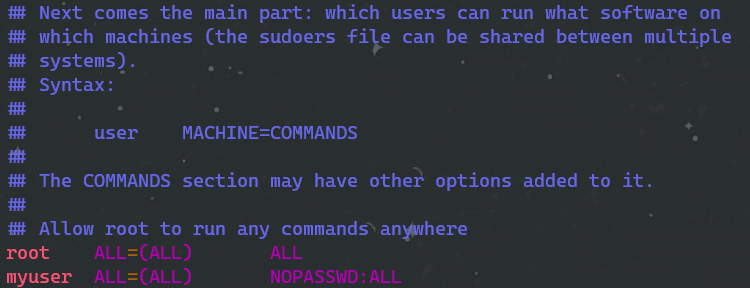 ## Next comes the main part: which users can run what software on
## which machines (the sudoers file can be shared between multiple
## systems).
## Syntax:
##
##      user    MACHINE=COMMANDS
##
## The COMMANDS section may have other options added to it.
##
## Allow root to run any commands anywhere
root    ALL=(ALL)       ALL
myuser  ALL=(ALL)       NOPASSWD:ALL